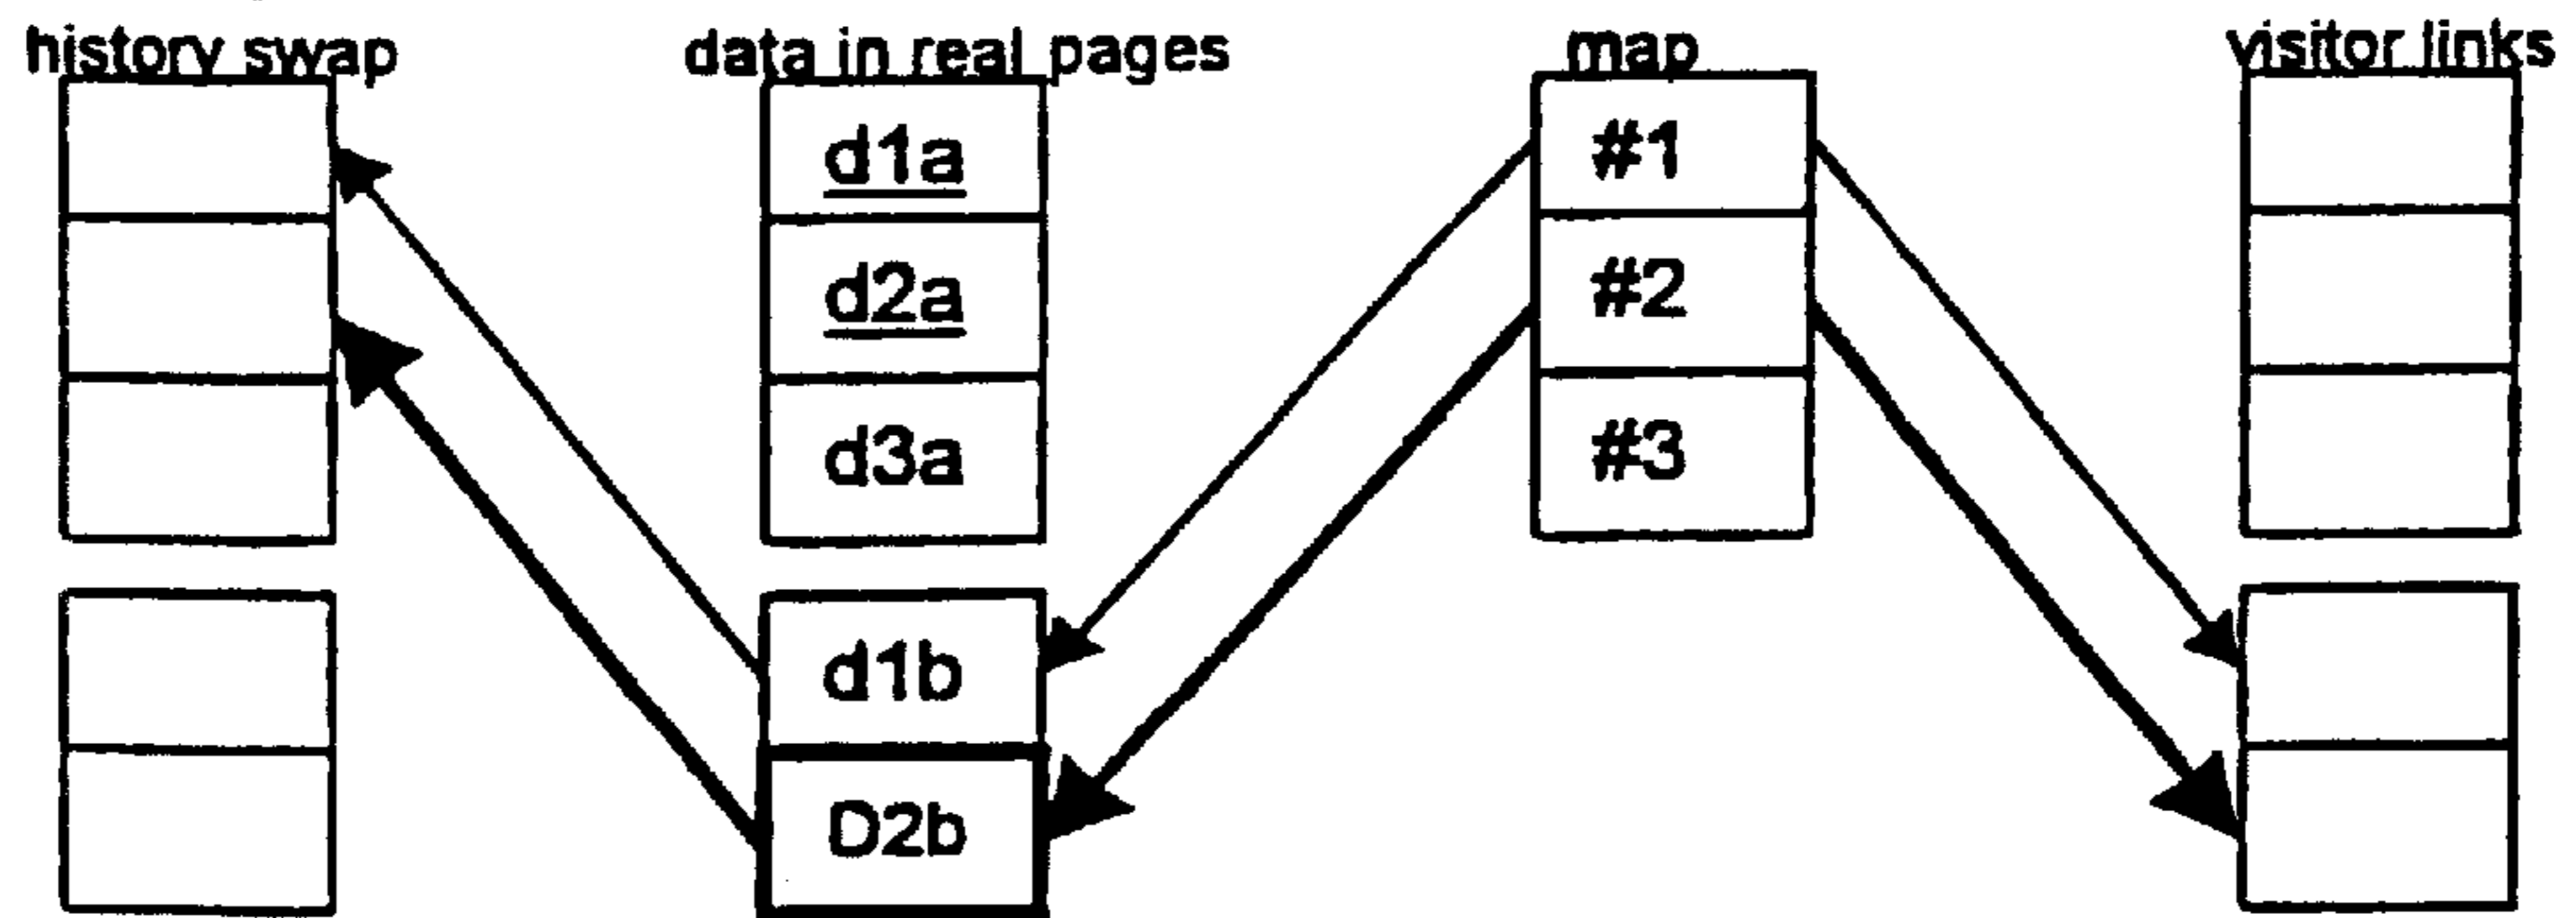 history swap
data in real pages
map
visitor links
d1a
d2a
d3a
d1b
D2b
#1
#2
#3